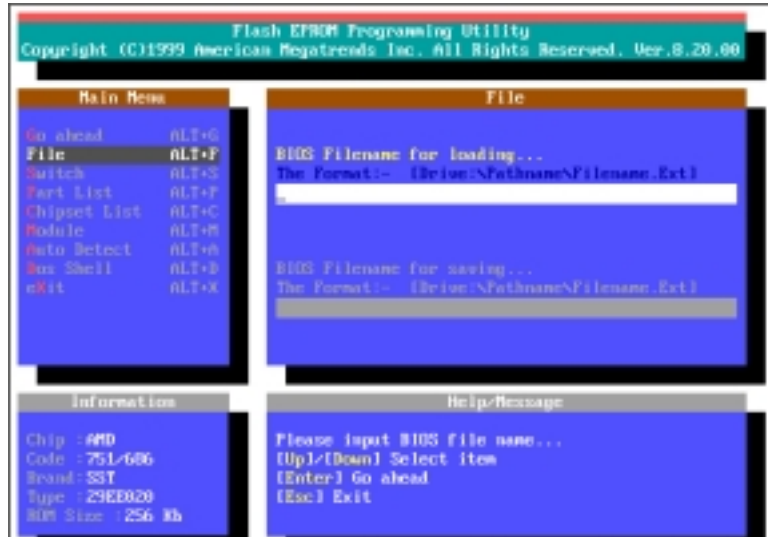 Flash EPROM Programming Utility
Copyright (C)1999 American Megatrends Inc. All Rights Reserved. Ver.8.20.00
Main Menu
Go ahead ALT+G
File ALT+F
Switch ALT+S
Part List ALT+P
Chipset List ALT+C
Module ALT+M
Auto Detect ALT+A
Dos Shell ALT+D
eXit ALT+X
File
BIOS Filename for loading...
The Format:- [Drive:\Pathname\Filename.Ext]
BIOS Filename for saving...
The Format:- [Drive:\Pathname\Filename.Ext]
Information
Chip :AMD
Code :751/686
Brand:SST
Type :29EE020
ROM Size :256 Kb
Help/Message
Please input BIOS file name...
[Up]/[Down] Select item
[Enter] Go ahead
[Esc] Exit